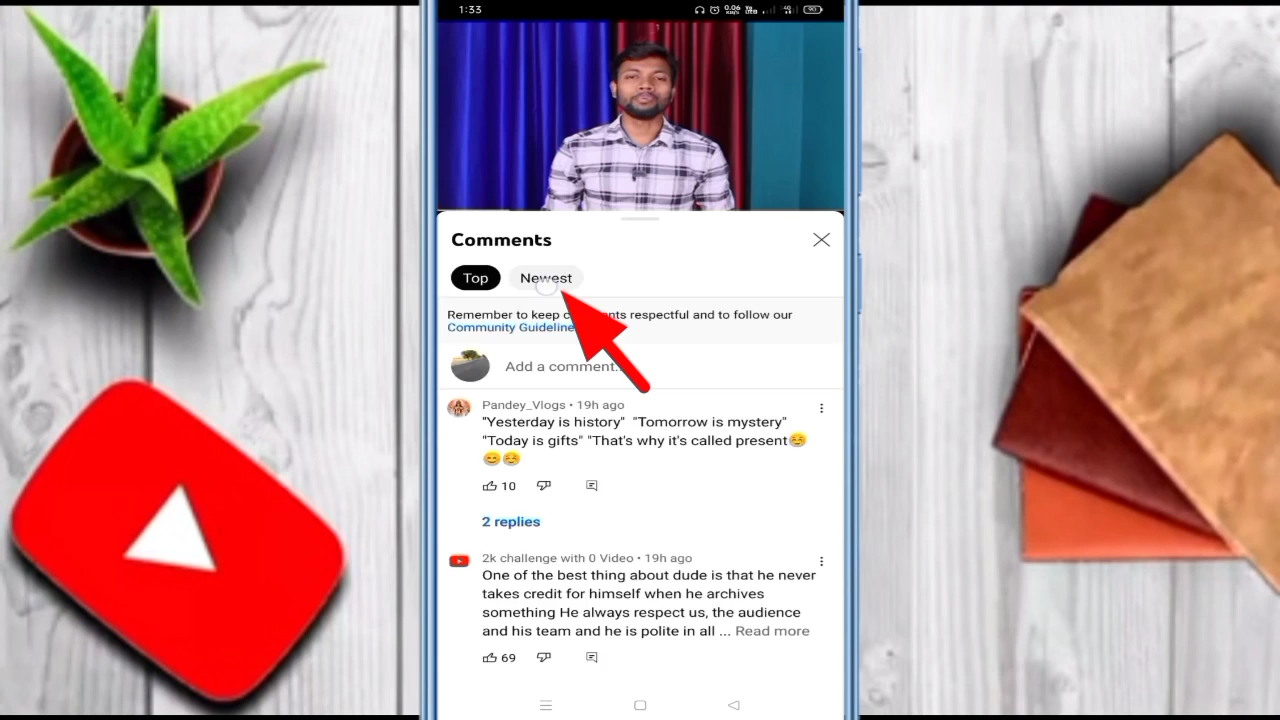 1:33
0.06
KB/s
90
Comments
Top
Newest
Remember to keep respectful and to follow our
Community Guideline
Add a comment.
Pandey_Vlogs • 19h ago
"Yesterday is history" "Tomorrow is mystery"
"Today is gifts" "That's why it's called present☺️
😊☺️
10
2 replies
2k challenge with 0 Video • 19h ago
One of the best thing about dude is that he never
takes credit for himself when he archives
something He always respect us, the audience
and his team and he is polite in all ... Read more
69